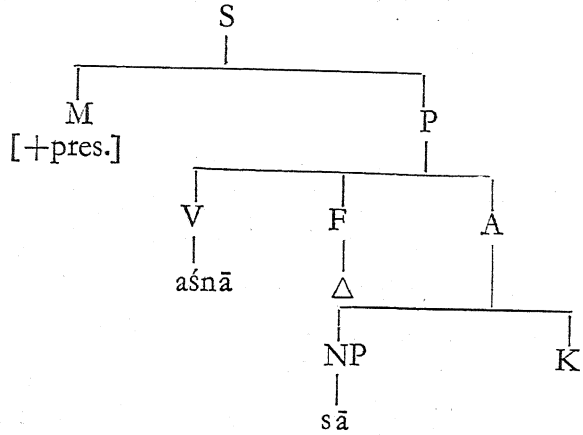 S
M P
[+pres.]
V F A
aśnā △
NP K
sā